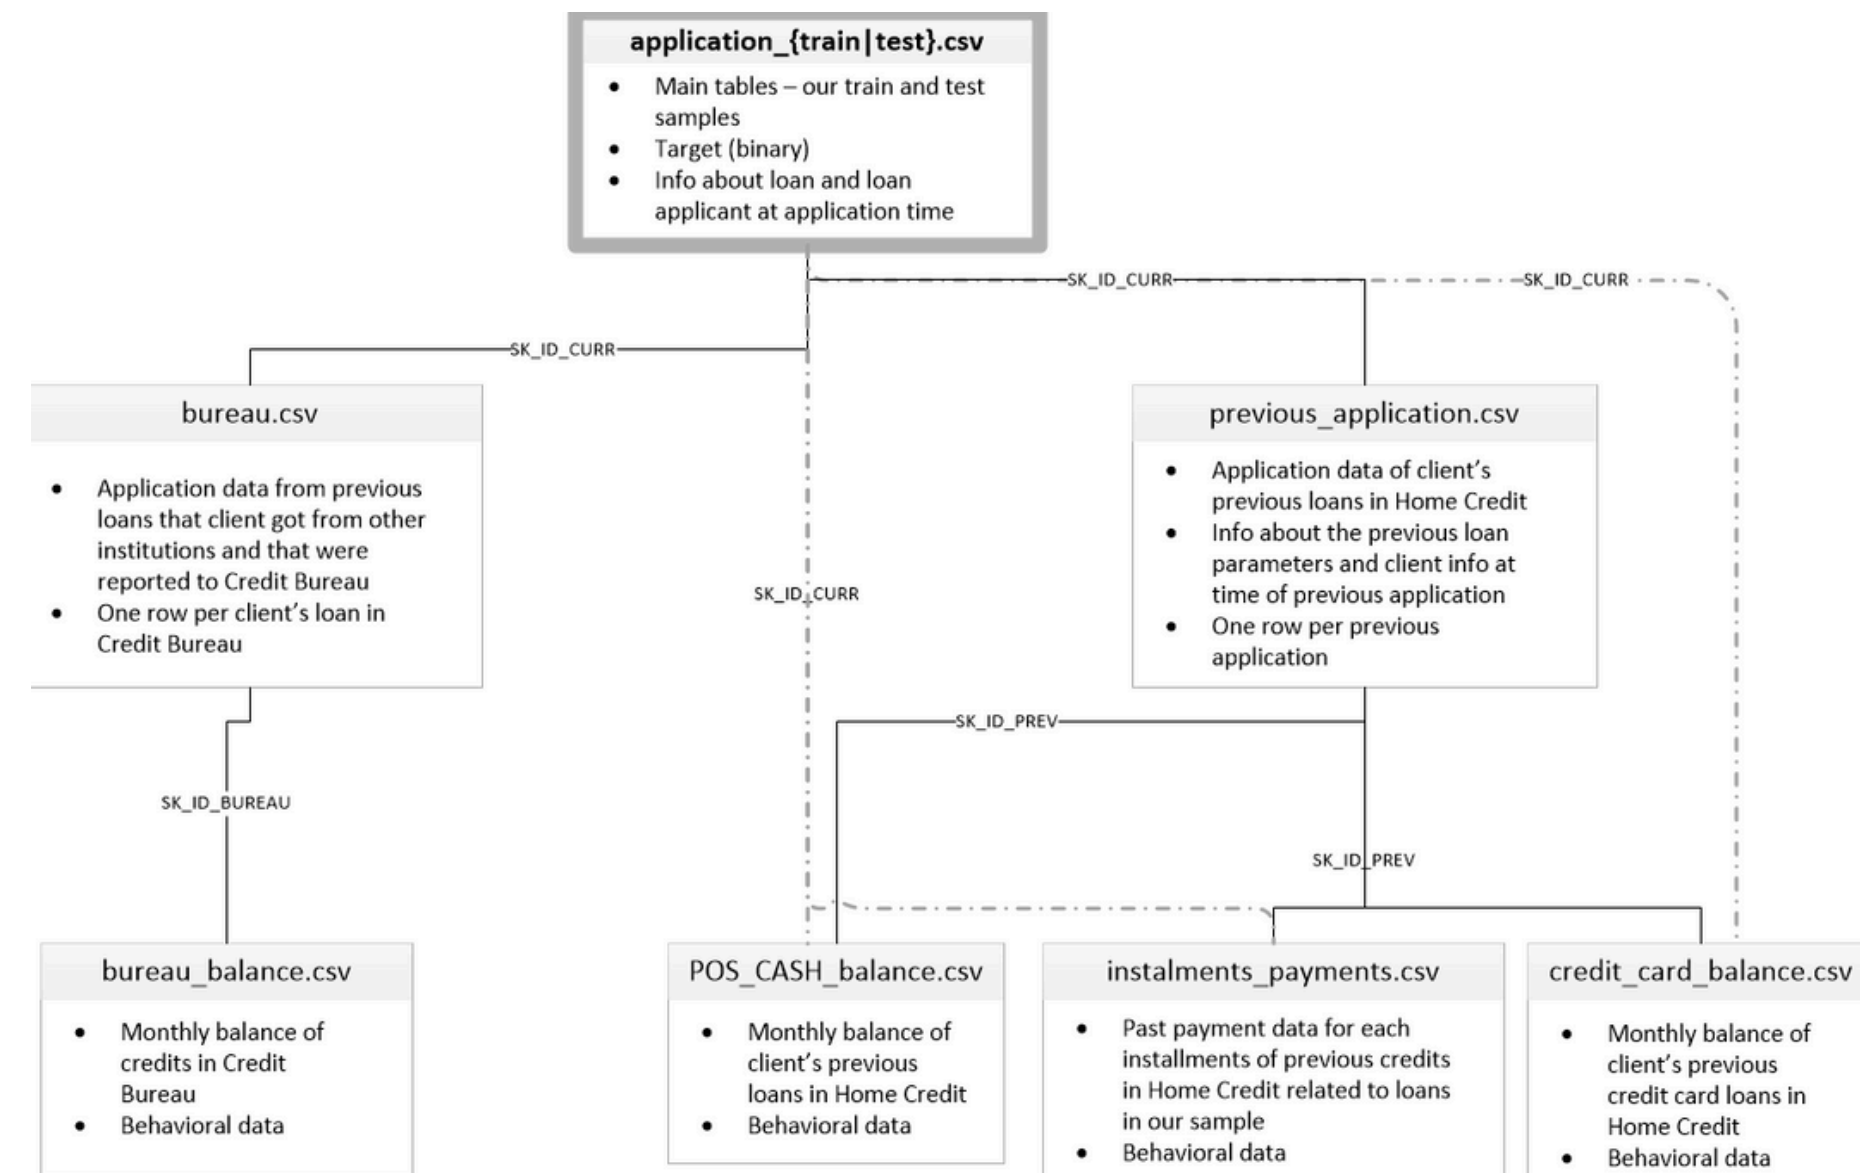 application_{train|test}.csv
• Main tables – our train and test
samples
• Target (binary)
• Info about loan and loan
applicant at application time
SK_ID_CURR
SK_ID_CURR
SK_ID_CURR
bureau.csv
• Application data from previous
loans that client got from other
institutions and that were
reported to Credit Bureau
• One row per client’s loan in
Credit Bureau
previous_application.csv
• Application data of client’s
previous loans in Home Credit
• Info about the previous loan
parameters and client info at
time of previous application
• One row per previous
application
SK_ID_CURR
SK_ID_PREV
SK_ID_BUREAU
SK_ID_PREV
bureau_balance.csv
• Monthly balance of
credits in Credit
Bureau
• Behavioral data
POS_CASH_balance.csv
• Monthly balance of
client’s previous
loans in Home Credit
• Behavioral data
instalments_payments.csv
• Past payment data for each
installments of previous credits
in Home Credit related to loans
in our sample
• Behavioral data
credit_card_balance.csv
• Monthly balance of
client’s previous
credit card loans in
Home Credit
• Behavioral data